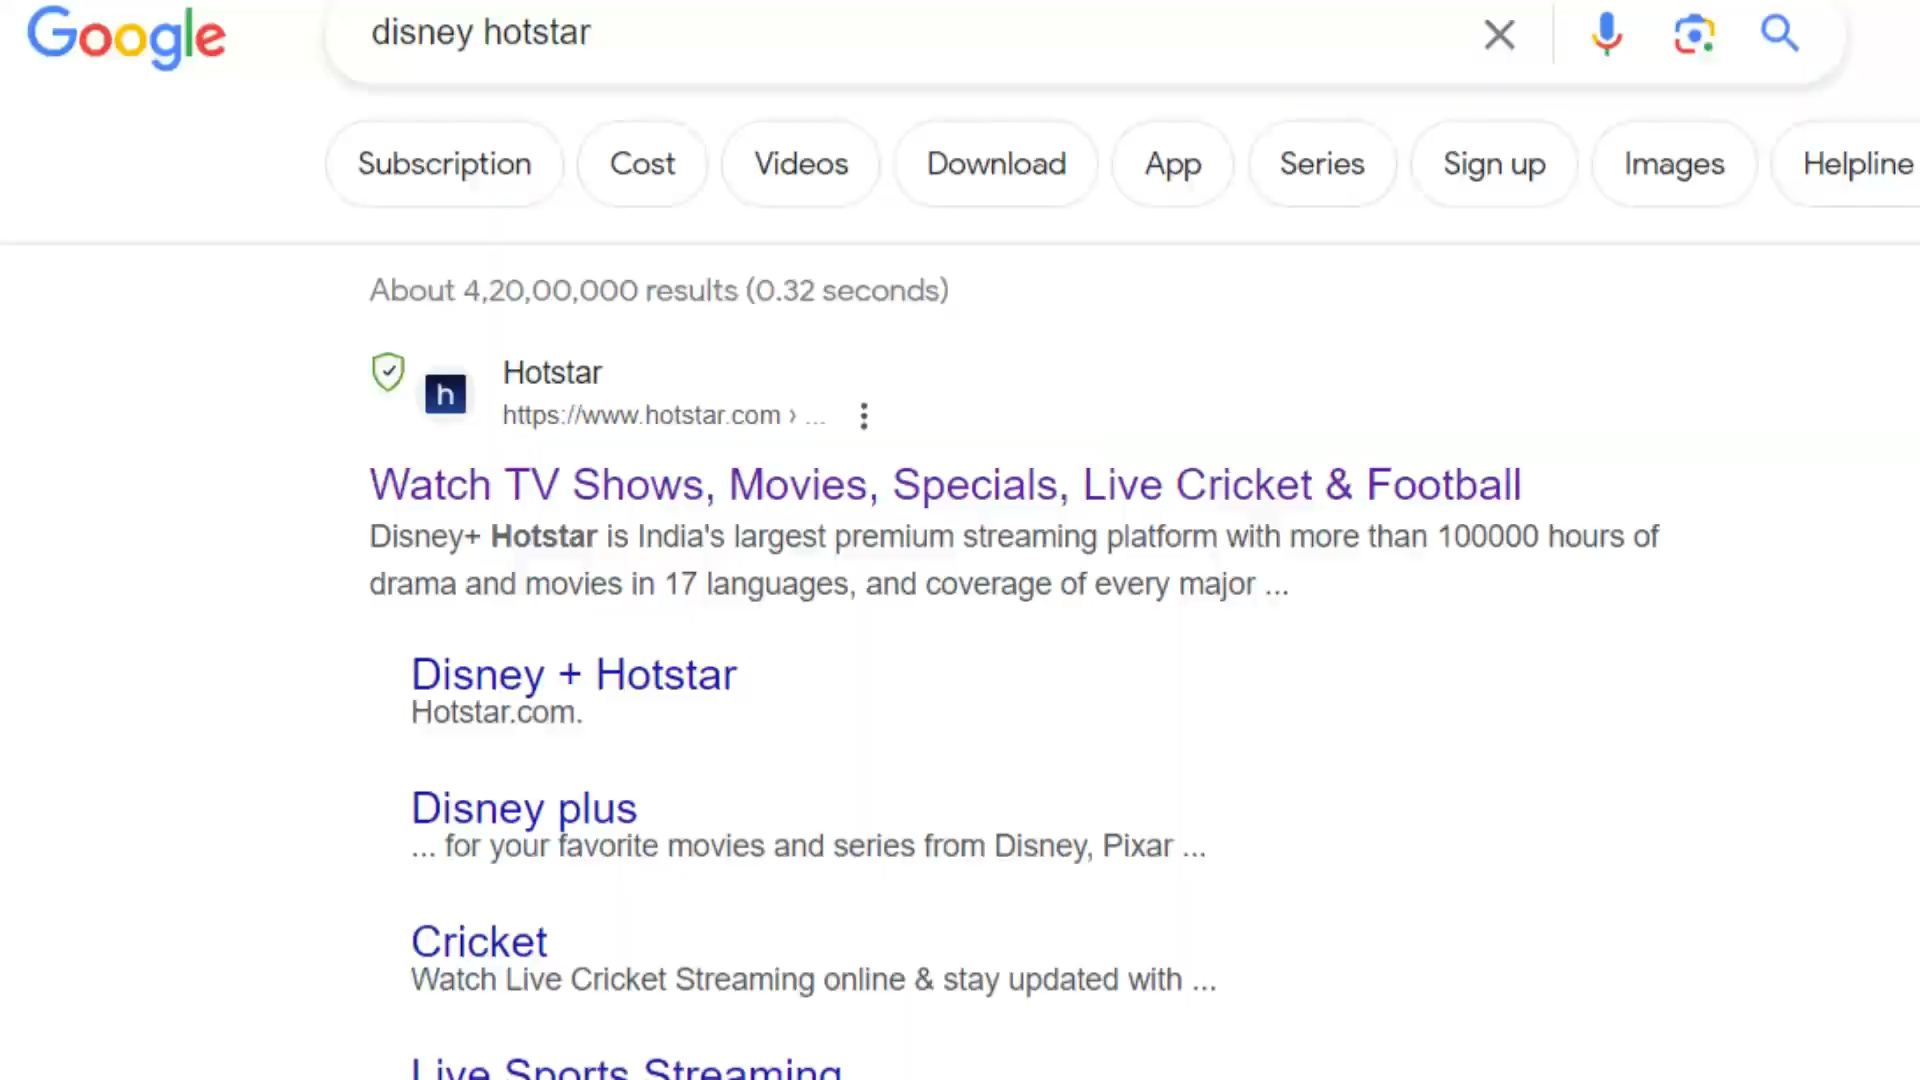 Google
disney hotstar
Subscription
Cost
Videos
Download
App
Series
Sign up
Images
Helpline
About 4,20,00,000 results (0.32 seconds)
h
Hotstar
https://www.hotstar.com › ...
Watch TV Shows, Movies, Specials, Live Cricket & Football
Disney+ Hotstar is India's largest premium streaming platform with more than 100000 hours of
drama and movies in 17 languages, and coverage of every major ...
Disney + Hotstar
Hotstar.com.
Disney plus
... for your favorite movies and series from Disney, Pixar ...
Cricket
Watch Live Cricket Streaming online & stay updated with ...
Live Sports Streaming